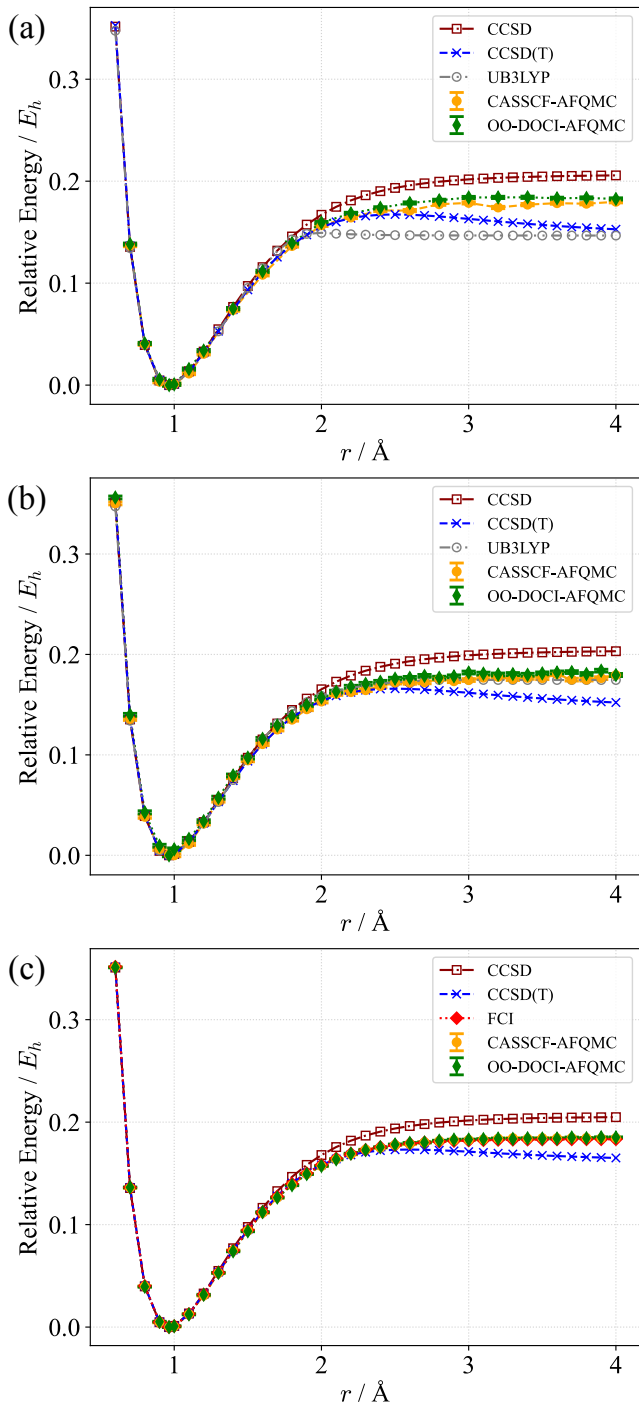 (a)
CCSD
CCSD(T)
UB3LYP
CASSCF-AFQMC
OO-DOCI-AFQMC
Relative Energy / E_h
0.3
0.2
0.1
0.0
1 2 3 4
r / Å
(b)
CCSD
CCSD(T)
UB3LYP
CASSCF-AFQMC
OO-DOCI-AFQMC
Relative Energy / E_h
0.3
0.2
0.1
0.0
1 2 3 4
r / Å
(c)
CCSD
CCSD(T)
FCI
CASSCF-AFQMC
OO-DOCI-AFQMC
Relative Energy / E_h
0.3
0.2
0.1
0.0
1 2 3 4
r / Å